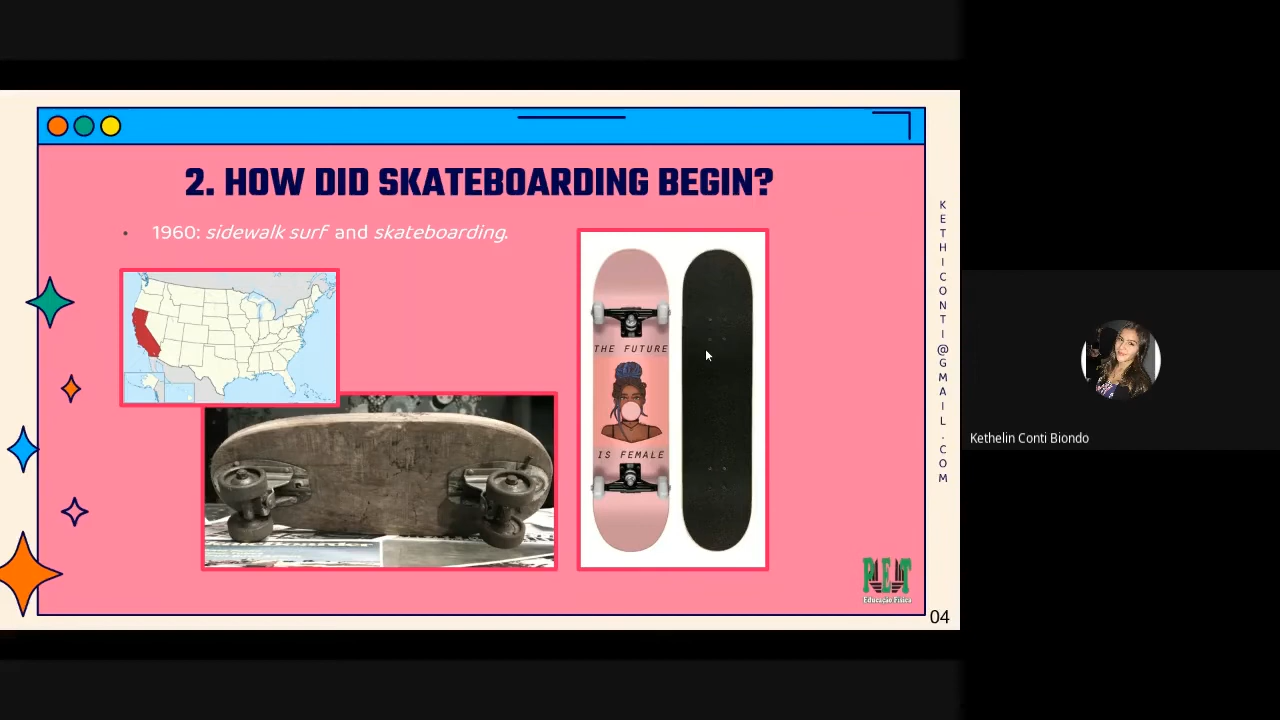 2. HOW DID SKATEBOARDING BEGIN?
• 1960: sidewalk surf and skateboarding.
THE FUTURE
IS FEMALE
KETHICONTI@GMAIL.COM
PET
Educação Física
04
Kethelin Conti Biondo